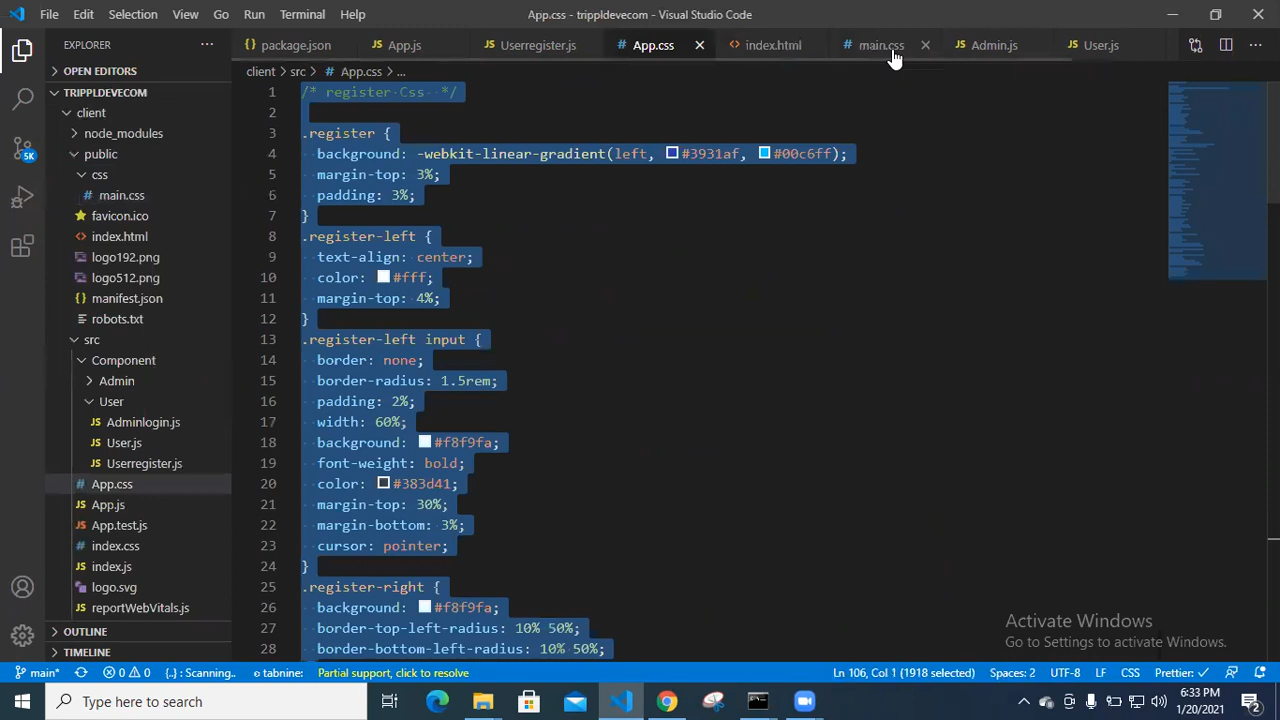 File Edit Selection View Go Run Terminal Help
App.css - trippldevecom - Visual Studio Code
EXPLORER
package.json App.js Userregister.js App.css index.html main.css Admin.js User.js
OPEN EDITORS
client > src > App.css > ...
TRIPPLDEVECOM
client
node_modules
public
css
main.css
favicon.ico
index.html
logo192.png
logo512.png
manifest.json
robots.txt
src
Component
Admin
User
Adminlogin.js
User.js
Userregister.js
App.css
App.js
App.test.js
index.css
index.js
logo.svg
reportWebVitals.js
OUTLINE
TIMELINE
5K
1 /* register Css */
2
3 .register {
4 background: -webkit-linear-gradient(left, #3931af, #00c6ff);
5 margin-top: 3%;
6 padding: 3%;
7 }
8 .register-left {
9 text-align: center;
10 color: #fff;
11 margin-top: 4%;
12 }
13 .register-left input {
14 border: none;
15 border-radius: 1.5rem;
16 padding: 2%;
17 width: 60%;
18 background: #f8f9fa;
19 font-weight: bold;
20 color: #383d41;
21 margin-top: 30%;
22 margin-bottom: 3%;
23 cursor: pointer;
24 }
25 .register-right {
26 background: #f8f9fa;
27 border-top-left-radius: 10% 50%;
28 border-bottom-left-radius: 10% 50%;
Activate Windows
Go to Settings to activate Windows.
main* 0 0 {..}: Scanning.. tabnine: Partial support, click to resolve Ln 106, Col 1 (1918 selected) Spaces: 2 UTF-8 LF CSS Prettier: ✓
Type here to search
6:33 PM
1/20/2021
2